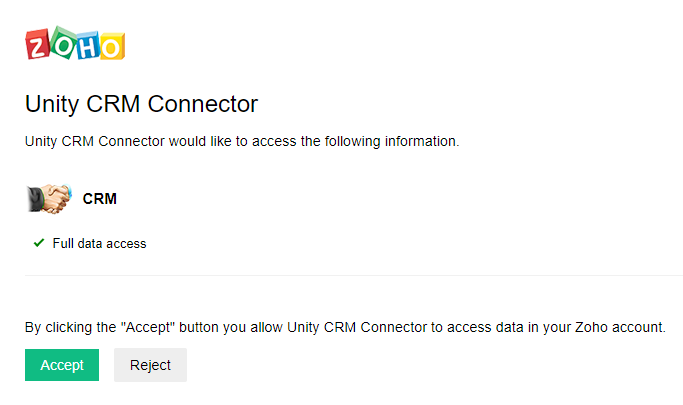 ZOHO
Unity CRM Connector
Unity CRM Connector would like to access the following information.
CRM
Full data access
By clicking the "Accept" button you allow Unity CRM Connector to access data in your Zoho account.
Accept Reject